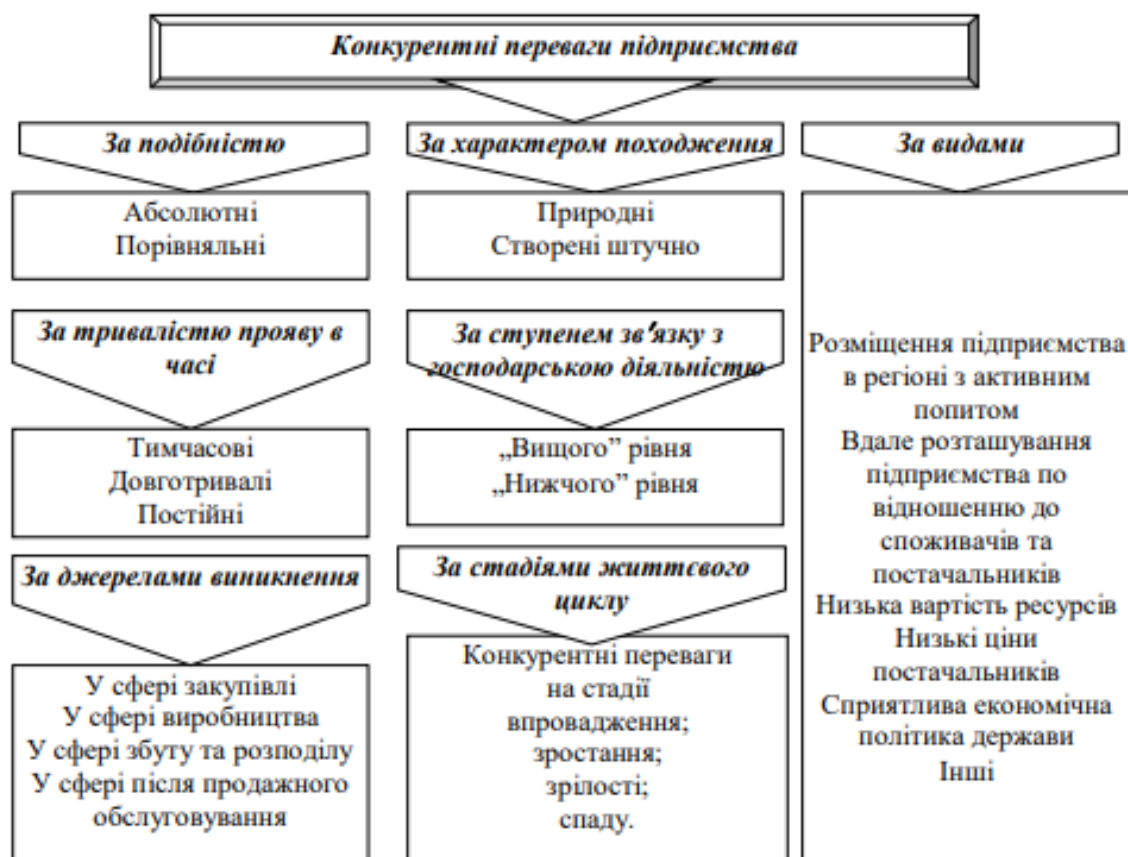 Конкурентні переваги підприємства
За подібністю
Абсолютні
Порівняльні
За тривалістю прояву в
часі
Тимчасові
Довготривалі
Постійні
За джерелами виникнення
У сфері закупівлі
У сфері виробництва
У сфері збуту та розподілу
У сфері після продажного
обслуговування
За характером походження
Природні
Створені штучно
За ступенем зв'язку з
господарською діяльністю
„Вищого” рівня
„Нижчого” рівня
За стадіями життєвого
циклу
Конкурентні переваги
на стадії
впровадження;
зростання;
зрілості;
спаду.
За видами
Розміщення підприємства
в регіоні з активним
попитом
Вдале розташування
підприємства по
відношенню до
споживачів та
постачальників
Низька вартість ресурсів
Низькі ціни
постачальників
Сприятлива економічна
політика держави
Інші